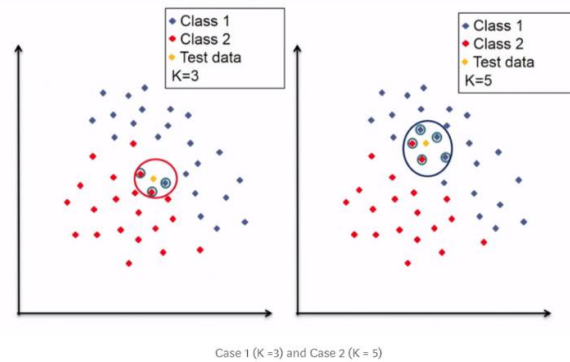 Class 1
Class 2
Test data
K=3
Class 1
Class 2
Test data
K=5
Case 1 (K =3) and Case 2 (K = 5)